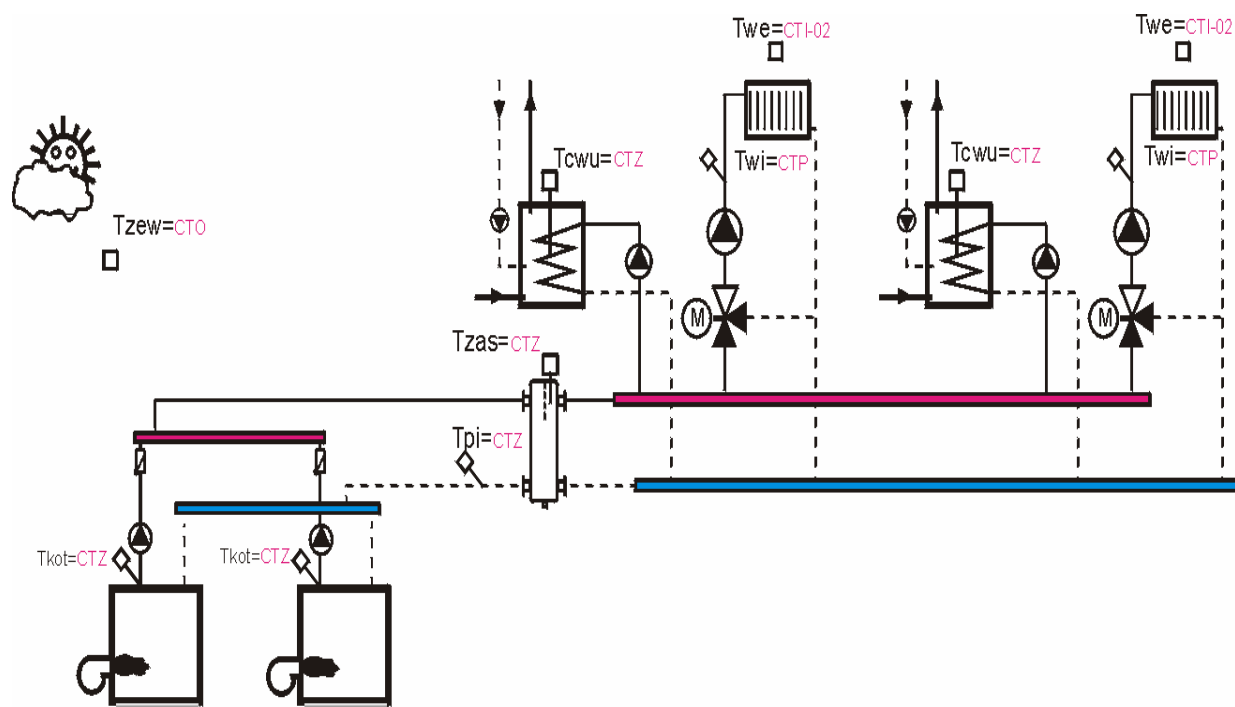 Twe=CTI-02
Twe=CTI-02
Tcwu=CTZ
Twi=CTP
Tcwu=CTZ
Twi=CTP
Tzew=CTO
M
M
Tzas=CTZ
Tpi=CTZ
Tkot=CTZ
Tkot=CTZ